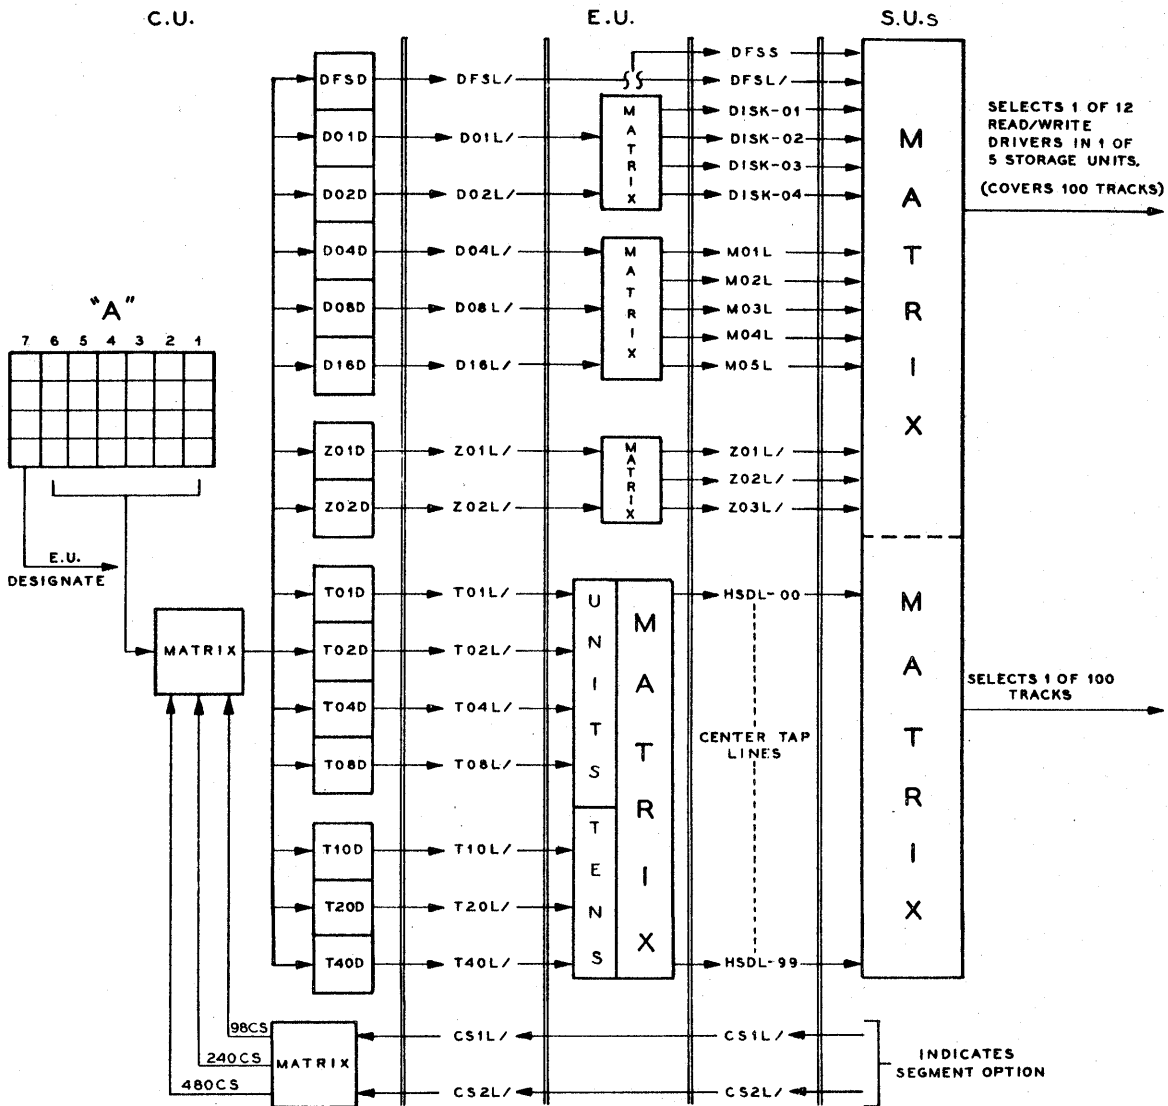 C.U.
E.U.
S.U.s
DFSD
DFSL/
DFSS
DFSL/
D01D
D01L/
D02D
D02L/
MATRIX
DISK-01
DISK-02
DISK-03
DISK-04
D04D
D04L/
D08D
D08L/
D16D
D16L/
MATRIX
M01L
M02L
M03L
M04L
M05L
Z01D
Z01L/
Z02D
Z02L/
MATRIX
Z01L/
Z02L/
Z03L/
MATRIX
SELECTS 1 OF 12
READ/WRITE
DRIVERS IN 1 OF
5 STORAGE UNITS.
(COVERS 100 TRACKS)
"A"
7 6 5 4 3 2 1
E.U.
DESIGNATE
MATRIX
T01D
T01L/
T02D
T02L/
T04D
T04L/
T08D
T08L/
T10D
T10L/
T20D
T20L/
T40D
T40L/
UNITS
TENS
MATRIX
HSDL-00
CENTER TAP
LINES
HSDL-99
MATRIX
SELECTS 1 OF 100
TRACKS
98CS
240CS
480CS
MATRIX
CS1L/
CS1L/
CS2L/
CS2L/
INDICATES
SEGMENT OPTION